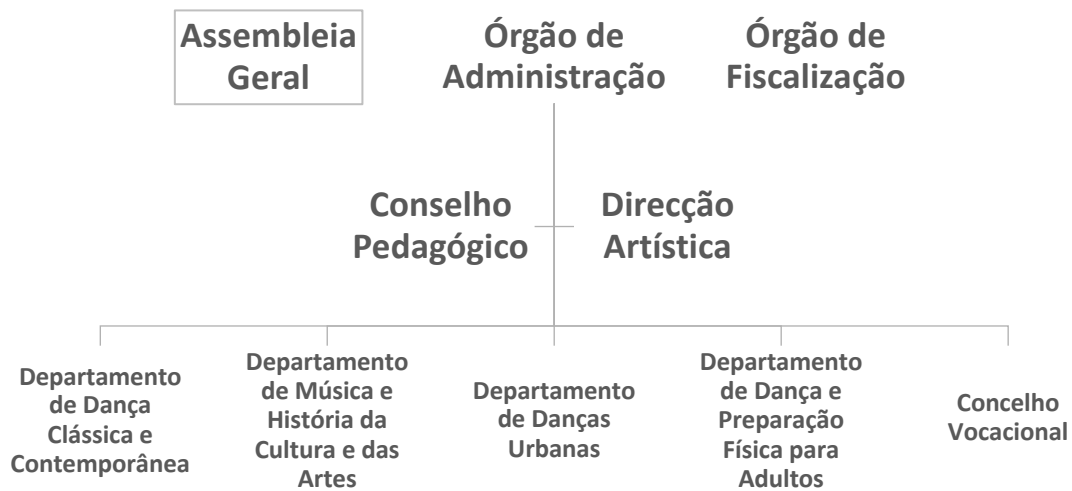 Assembleia
Geral
Órgão de
Administração
Órgão de
Fiscalização
Conselho
Pedagógico
Direcção
Artística
Departamento
de Dança
Clássica e
Contemporânea
Departamento
de Música e
História da
Cultura e das
Artes
Departamento
de Danças
Urbanas
Departamento
de Dança e
Preparação
Física para
Adultos
Concelho
Vocacional